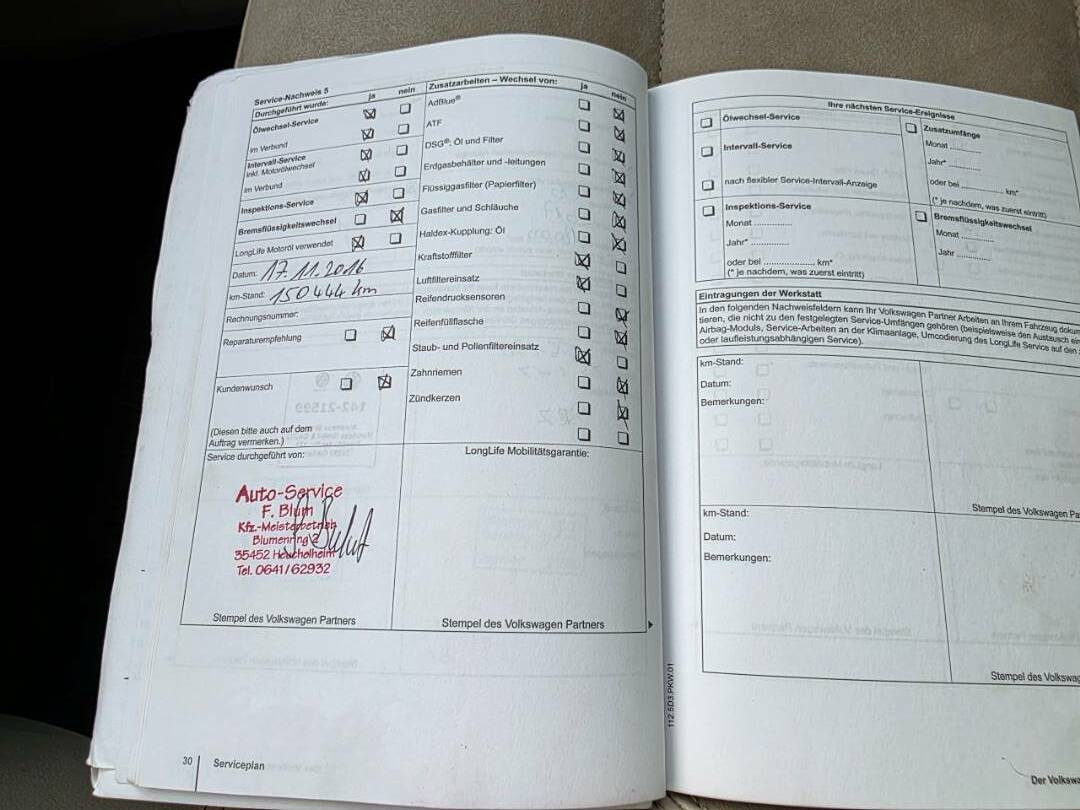 Service-Nachweis 5
Durchgeführt wurde: ja nein
Ölwechsel-Service
im Verbund
Intervall-Service
inkl. Motorölwechsel
im Verbund
Inspektions-Service
Bremsflüssigkeitswechsel
LongLife Motoröl verwendet
Datum: 17.11.2016
km-Stand: 150444 km
Rechnungsnummer:
Reparaturempfehlung
Kundenwunsch
(Diesen bitte auch auf dem
Auftrag vermerken.)
Zusatzarbeiten – Wechsel von: ja nein
AdBlue®
ATF
DSG®: Öl und Filter
Erdgasbehälter und -leitungen
Flüssiggasfilter (Papierfilter)
Gasfilter und Schläuche
Haldex-Kupplung: Öl
Kraftstofffilter
Luftfiltereinsatz
Reifendrucksensoren
Reifenfüllflasche
Staub- und Pollenfiltereinsatz
Zahnriemen
Zündkerzen
Service durchgeführt von:
Auto-Service
F. Blum
Kfz.-Meisterbetrieb
Blumenring 2
35452 Heuchelheim
Tel. 0641/62932
Stempel des Volkswagen Partners
LongLife Mobilitätsgarantie:
Stempel des Volkswagen Partners
30 Serviceplan
112.5D3.PKW.01
Ihre nächsten Service-Ereignisse
Ölwechsel-Service
Intervall-Service
nach flexibler Service-Intervall-Anzeige
Inspektions-Service
Monat
Jahr*
oder bei km*
(* je nachdem, was zuerst eintritt)
Zusatzumfänge
Monat
Jahr*
oder bei km*
(* je nachdem, was zuerst eintritt)
Bremsflüssigkeitswechsel
Monat
Jahr
Eintragungen der Werkstatt
In den folgenden Nachweisfeldern kann Ihr Volkswagen Partner Arbeiten an Ihrem Fahrzeug dokum
tieren, die nicht zu den festgelegten Service-Umfängen gehören (beispielsweise den Austausch ein
Airbag-Moduls, Service-Arbeiten an der Klimaanlage, Umcodierung des LongLife Service auf den
oder laufleistungsabhängigen Service).
km-Stand:
Datum:
Bemerkungen:
Stempel des Volkswagen Par
km-Stand:
Datum:
Bemerkungen:
Stempel des Volkswag
Der Volkswa